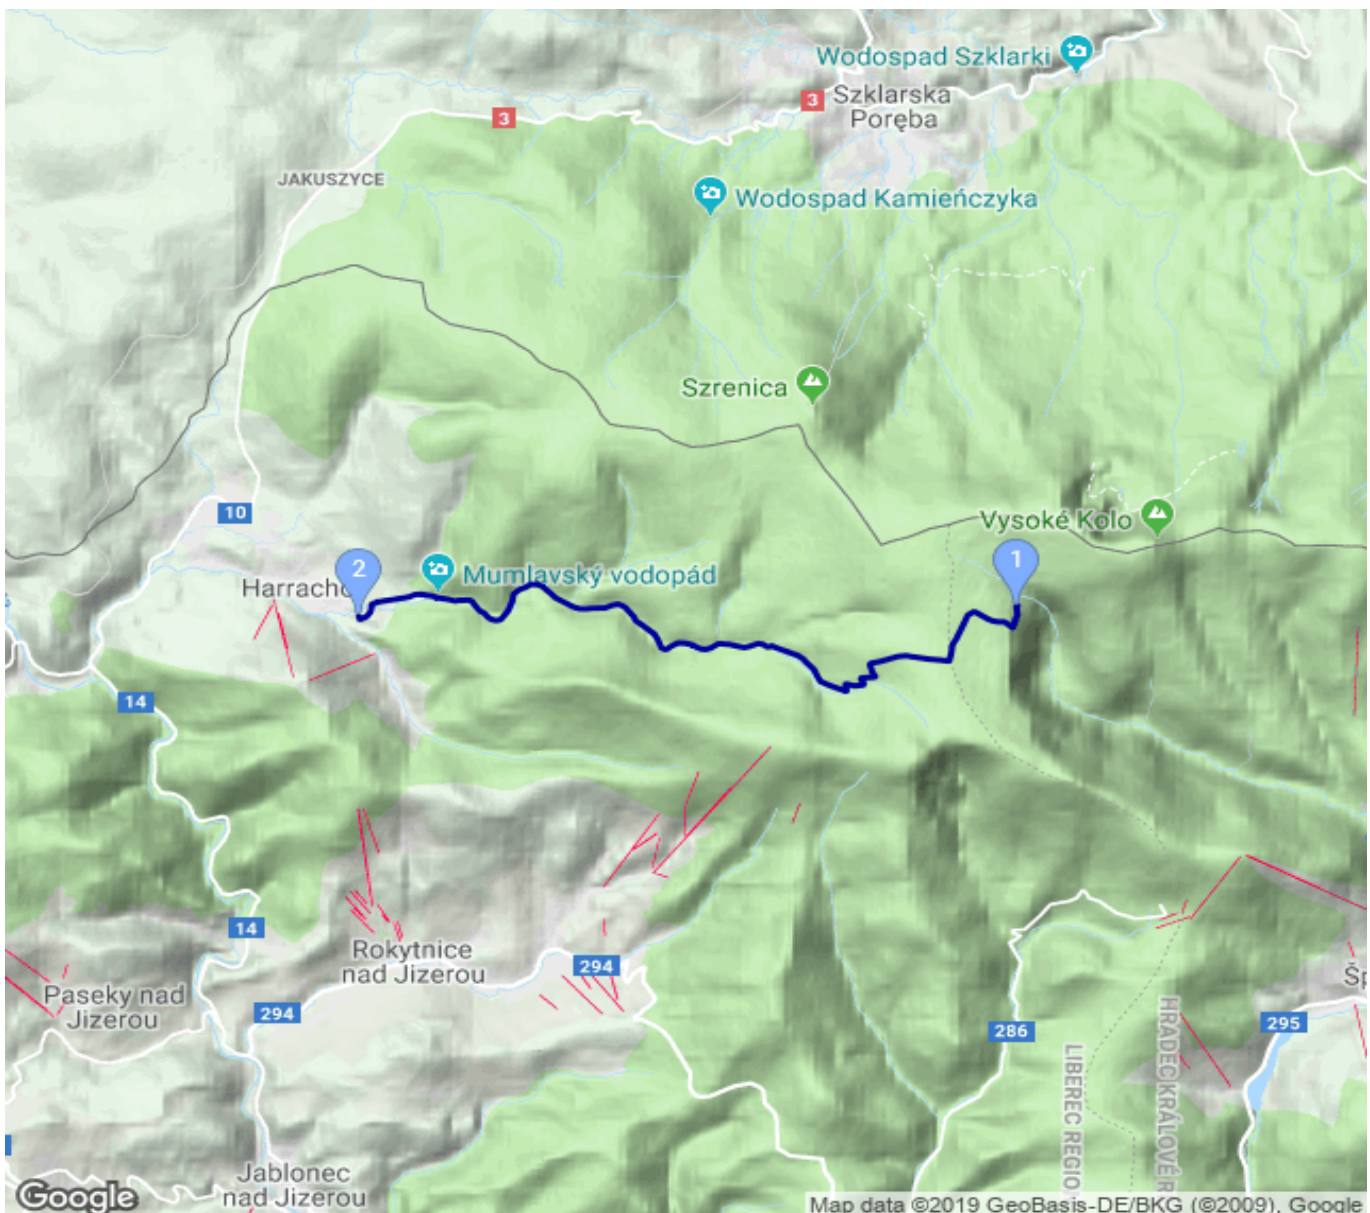 Wodospad Szklarki
3
3
Szklarska
Poręba
JAKUSZYCE
Wodospad Kamieńczyka
Szrenica
10
Vysoké Kolo
1
2
Harracho
Mumlavský vodopád
14
14
Rokytnice
nad Jizerou
294
Paseky nad
Jizerou
294
286
295
Šp
HRADEC KRÁLOVÉ R
LIBEREC REGIO
Jablonec
nad Jizerou
Google
Map data ©2019 GeoBasis-DE/BKG (©2009), Google